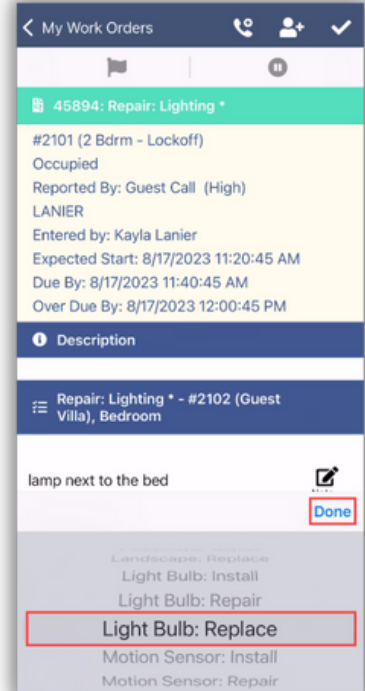 My Work Orders
45894: Repair: Lighting *
#2101 (2 Bdrm - Lockoff)
Occupied
Reported By: Guest Call (High)
LANIER
Entered by: Kayla Lanier
Expected Start: 8/17/2023 11:20:45 AM
Due By: 8/17/2023 11:40:45 AM
Over Due By: 8/17/2023 12:00:45 PM
Description
Repair: Lighting * - #2102 (Guest
Villa), Bedroom
lamp next to the bed
Done
Landscape: Replace
Light Bulb: Install
Light Bulb: Repair
Light Bulb: Replace
Motion Sensor: Install
Motion Sensor: Repair